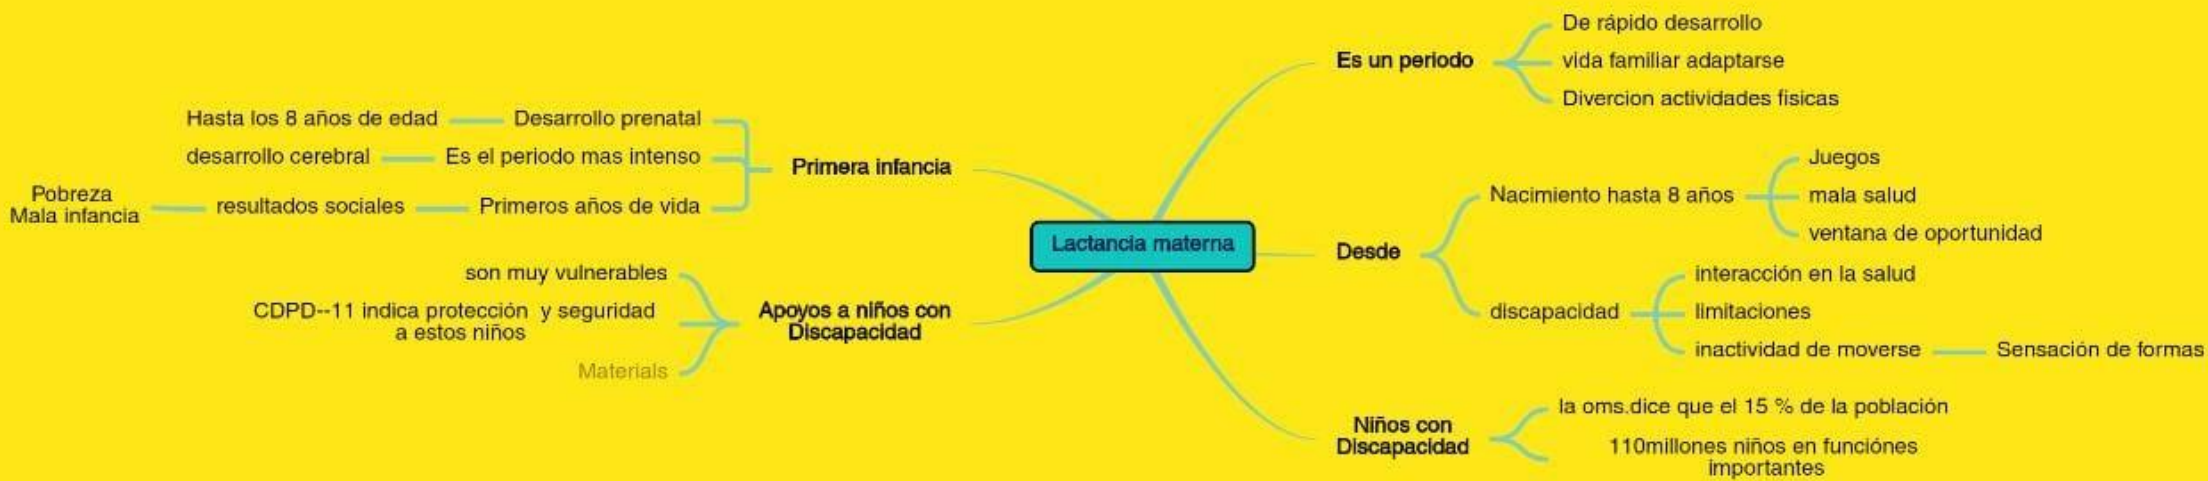 Lactancia materna
Es un periodo
De rápido desarrollo
vida familiar adaptarse
Divercion actividades fisicas
Desde
Nacimiento hasta 8 años
Juegos
mala salud
ventana de oportunidad
discapacidad
interacción en la salud
limitaciones
inactividad de moverse
Sensación de formas
Niños con
Discapacidad
la oms.dice que el 15 % de la población
110millones niños en funciónes
importantes
Primera infancia
Desarrollo prenatal
Hasta los 8 años de edad
Es el periodo mas intenso
desarrollo cerebral
Primeros años de vida
resultados sociales
Pobreza
Mala infancia
Apoyos a niños con
Discapacidad
son muy vulnerables
CDPD--11 indica protección y seguridad
a estos niños
Materials